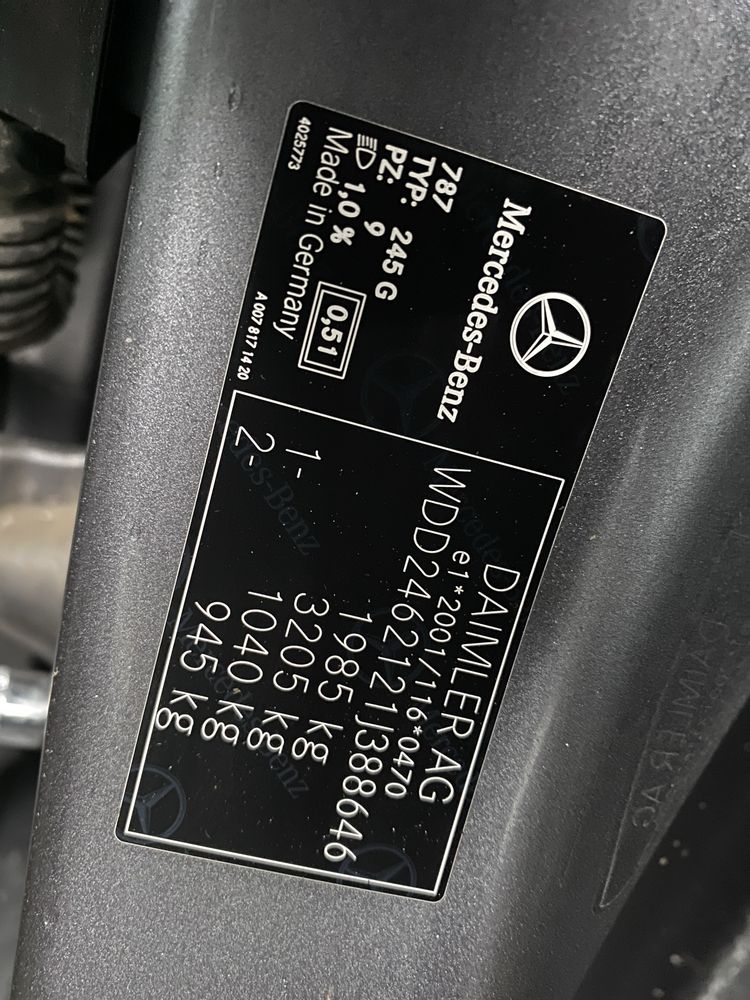 Mercedes-Benz
787
TYP: 245 G
PZ: 9
1,0 %
0,51
Made in Germany
4025773
A 007 817 14 20
DAIMLER AG
e1*2001/116*0470
WDD2462121J388646
1985 kg
3205 kg
1- 1040 kg
2- 945 kg
DAIMLER AG